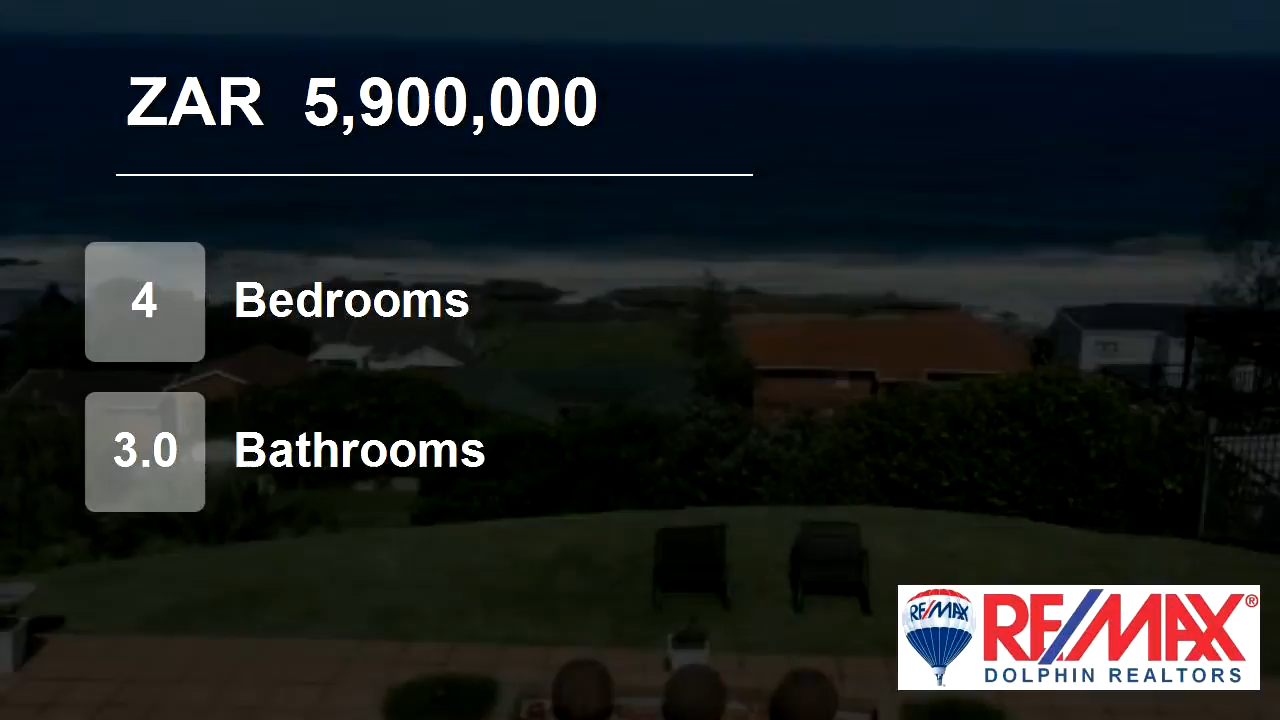 ZAR 5,900,000
4 Bedrooms
3.0 Bathrooms
RE/MAX
RE/MAX®
DOLPHIN REALTORS